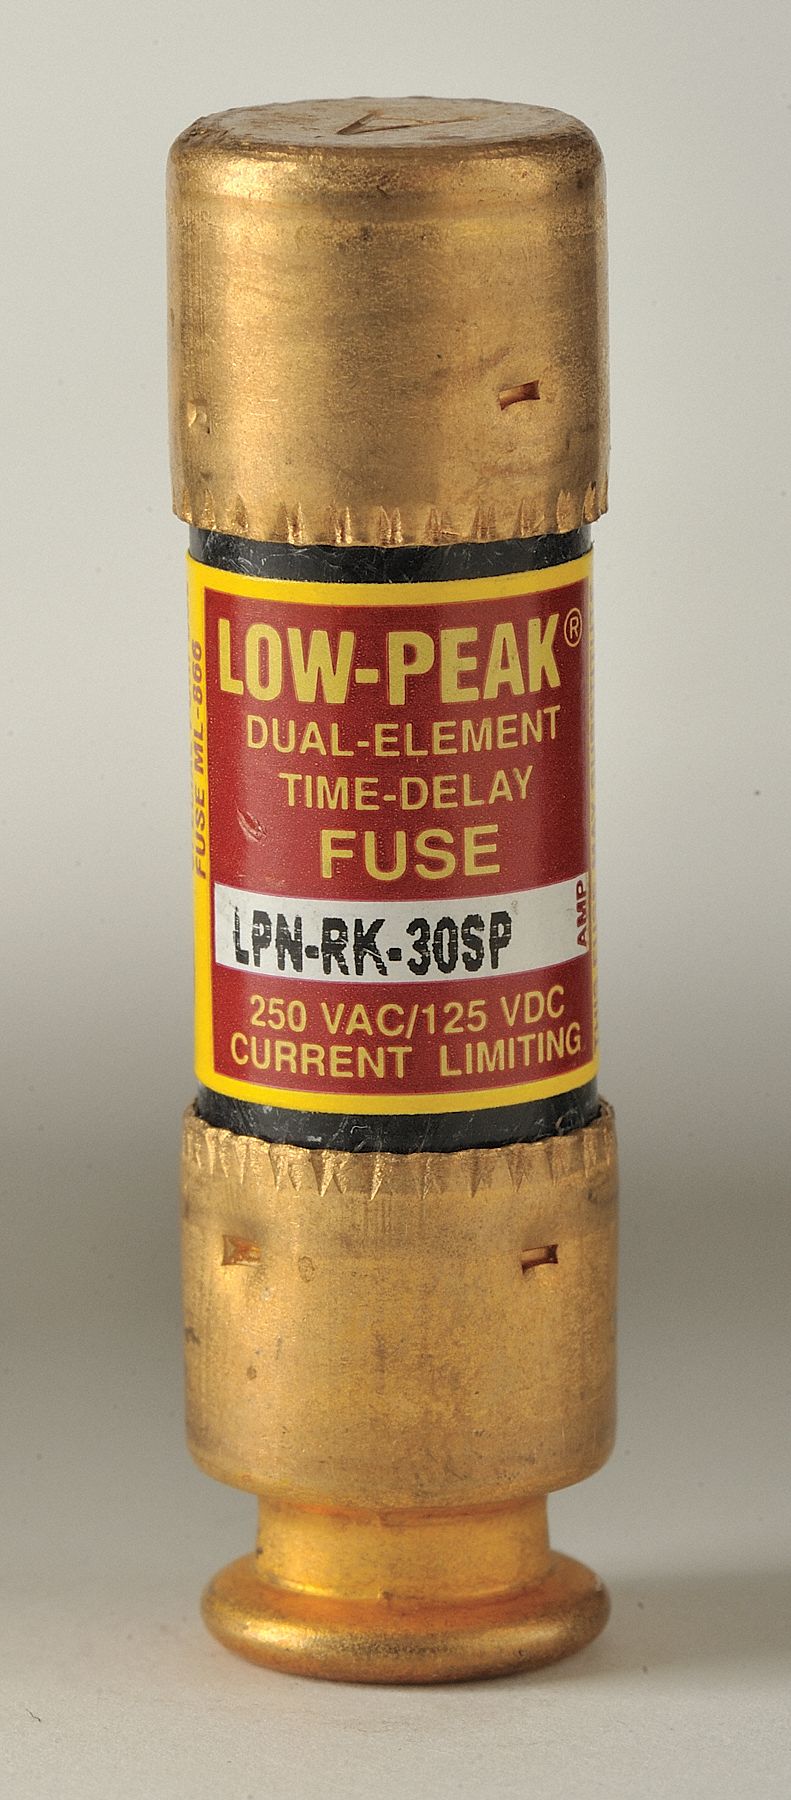 LOW-PEAK®
DUAL-ELEMENT
TIME-DELAY
FUSE
LPN-RK-30SP
AMP
250 VAC/125 VDC
CURRENT LIMITING
FUSE ML-866